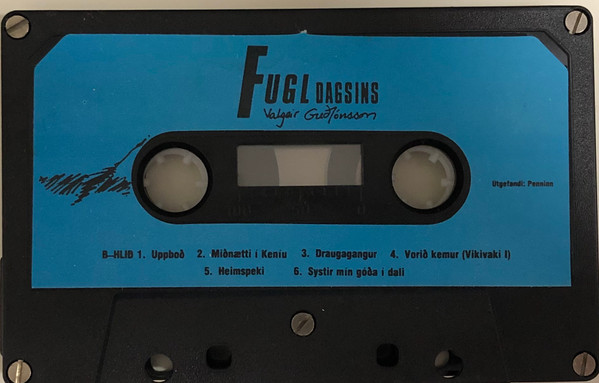 FUGL DAGSINS
Valgeir Guðjónsson
Útgefandi: Penninn
B-HLIÐ 1. Uppboð 2. Miðnætti í Keníu 3. Draugagangur 4. Vorið kemur (Vikivaki I)
5. Heimspeki 6. Systir mín góða í dali